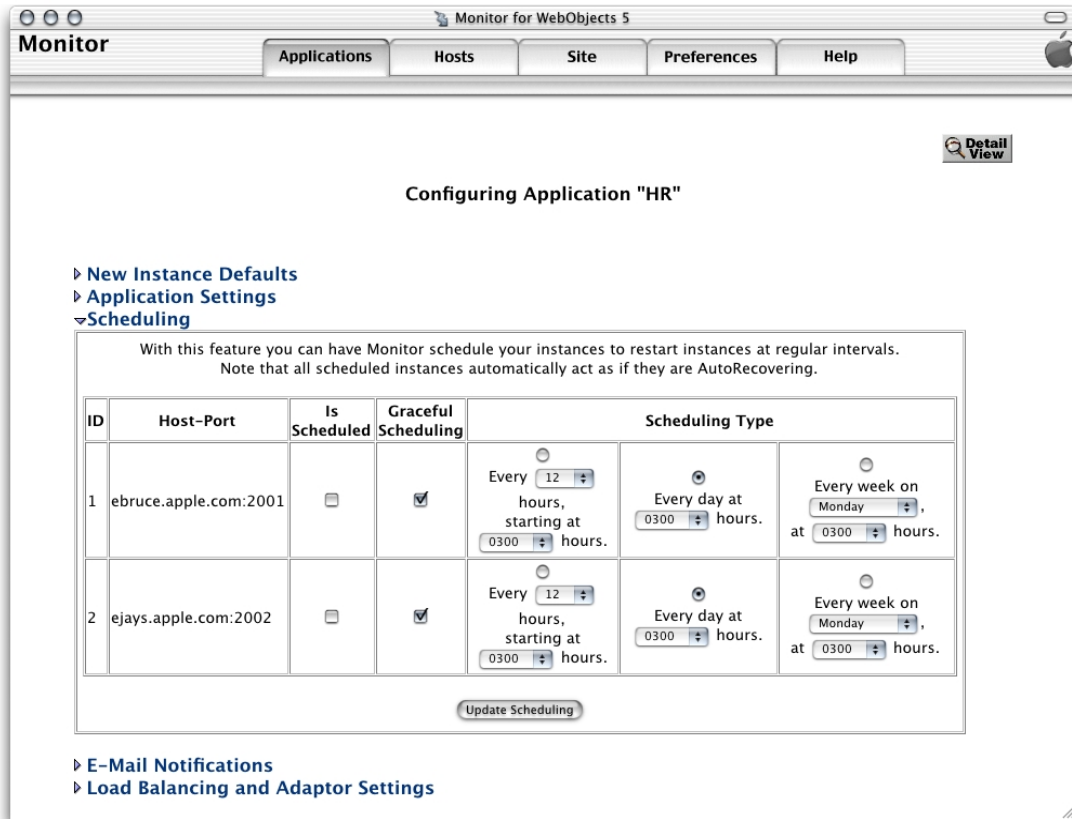 Monitor for WebObjects 5
Monitor
Applications
Hosts
Site
Preferences
Help
Detail
View
Configuring Application "HR"
New Instance Defaults
Application Settings
Scheduling
With this feature you can have Monitor schedule your instances to restart instances at regular intervals.
Note that all scheduled instances automatically act as if they are AutoRecovering.
ID
Host-Port
Is
Scheduled
Graceful
Scheduling
Scheduling Type
1
ebruce.apple.com:2001
Every 12
hours,
starting at
0300 hours.
Every day at
0300 hours.
Every week on
Monday ,
at 0300 hours.
2
ejays.apple.com:2002
Every 12
hours,
starting at
0300 hours.
Every day at
0300 hours.
Every week on
Monday ,
at 0300 hours.
Update Scheduling
E-Mail Notifications
Load Balancing and Adaptor Settings